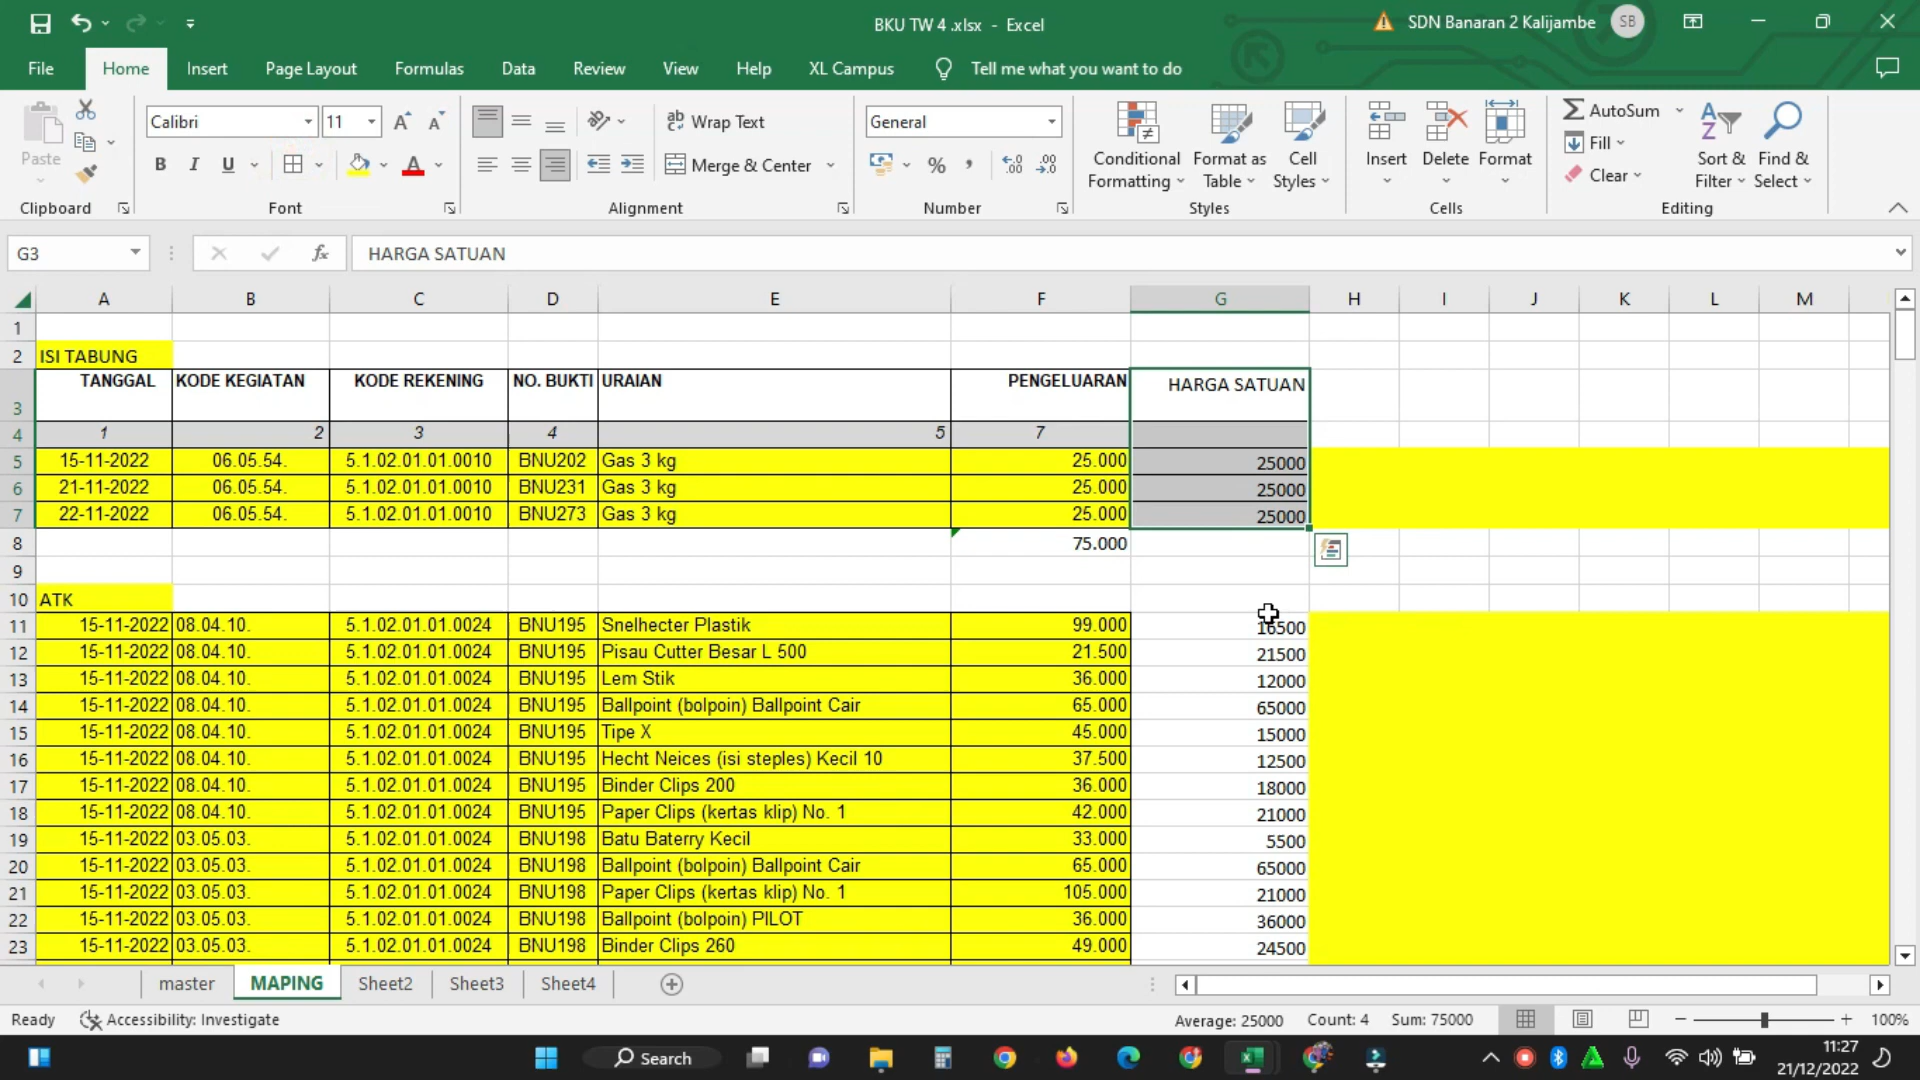 BKU TW 4 .xlsx - Excel
SDN Banaran 2 Kalijambe SB
File Home Insert Page Layout Formulas Data Review View Help XL Campus Tell me what you want to do
Paste
Calibri 11
Wrap Text
Merge & Center
General
Conditional Formatting
Format as Table
Cell Styles
Insert Delete Format
AutoSum
Fill
Clear
Sort & Filter
Find & Select
Clipboard Font Alignment Number Styles Cells Editing
G3 fx HARGA SATUAN
A B C D E F G H I J K L M
1
2 ISI TABUNG
3 TANGGAL KODE KEGIATAN KODE REKENING NO. BUKTI URAIAN PENGELUARAN HARGA SATUAN
4 1 2 3 4 5 7
5 15-11-2022 06.05.54. 5.1.02.01.01.0010 BNU202 Gas 3 kg 25.000 25000
6 21-11-2022 06.05.54. 5.1.02.01.01.0010 BNU231 Gas 3 kg 25.000 25000
7 22-11-2022 06.05.54. 5.1.02.01.01.0010 BNU273 Gas 3 kg 25.000 25000
8 75.000
9
10 ATK
11 15-11-2022 08.04.10. 5.1.02.01.01.0024 BNU195 Snelhecter Plastik 99.000 16500
12 15-11-2022 08.04.10. 5.1.02.01.01.0024 BNU195 Pisau Cutter Besar L 500 21.500 21500
13 15-11-2022 08.04.10. 5.1.02.01.01.0024 BNU195 Lem Stik 36.000 12000
14 15-11-2022 08.04.10. 5.1.02.01.01.0024 BNU195 Ballpoint (bolpoin) Ballpoint Cair 65.000 65000
15 15-11-2022 08.04.10. 5.1.02.01.01.0024 BNU195 Tipe X 45.000 15000
16 15-11-2022 08.04.10. 5.1.02.01.01.0024 BNU195 Hecht Neices (isi steples) Kecil 10 37.500 12500
17 15-11-2022 08.04.10. 5.1.02.01.01.0024 BNU195 Binder Clips 200 36.000 18000
18 15-11-2022 08.04.10. 5.1.02.01.01.0024 BNU195 Paper Clips (kertas klip) No. 1 42.000 21000
19 15-11-2022 03.05.03. 5.1.02.01.01.0024 BNU198 Batu Baterry Kecil 33.000 5500
20 15-11-2022 03.05.03. 5.1.02.01.01.0024 BNU198 Ballpoint (bolpoin) Ballpoint Cair 65.000 65000
21 15-11-2022 03.05.03. 5.1.02.01.01.0024 BNU198 Paper Clips (kertas klip) No. 1 105.000 21000
22 15-11-2022 03.05.03. 5.1.02.01.01.0024 BNU198 Ballpoint (bolpoin) PILOT 36.000 36000
23 15-11-2022 03.05.03. 5.1.02.01.01.0024 BNU198 Binder Clips 260 49.000 24500
master MAPING Sheet2 Sheet3 Sheet4
Ready Accessibility: Investigate Average: 25000 Count: 4 Sum: 75000 100%
Search
11:27
21/12/2022